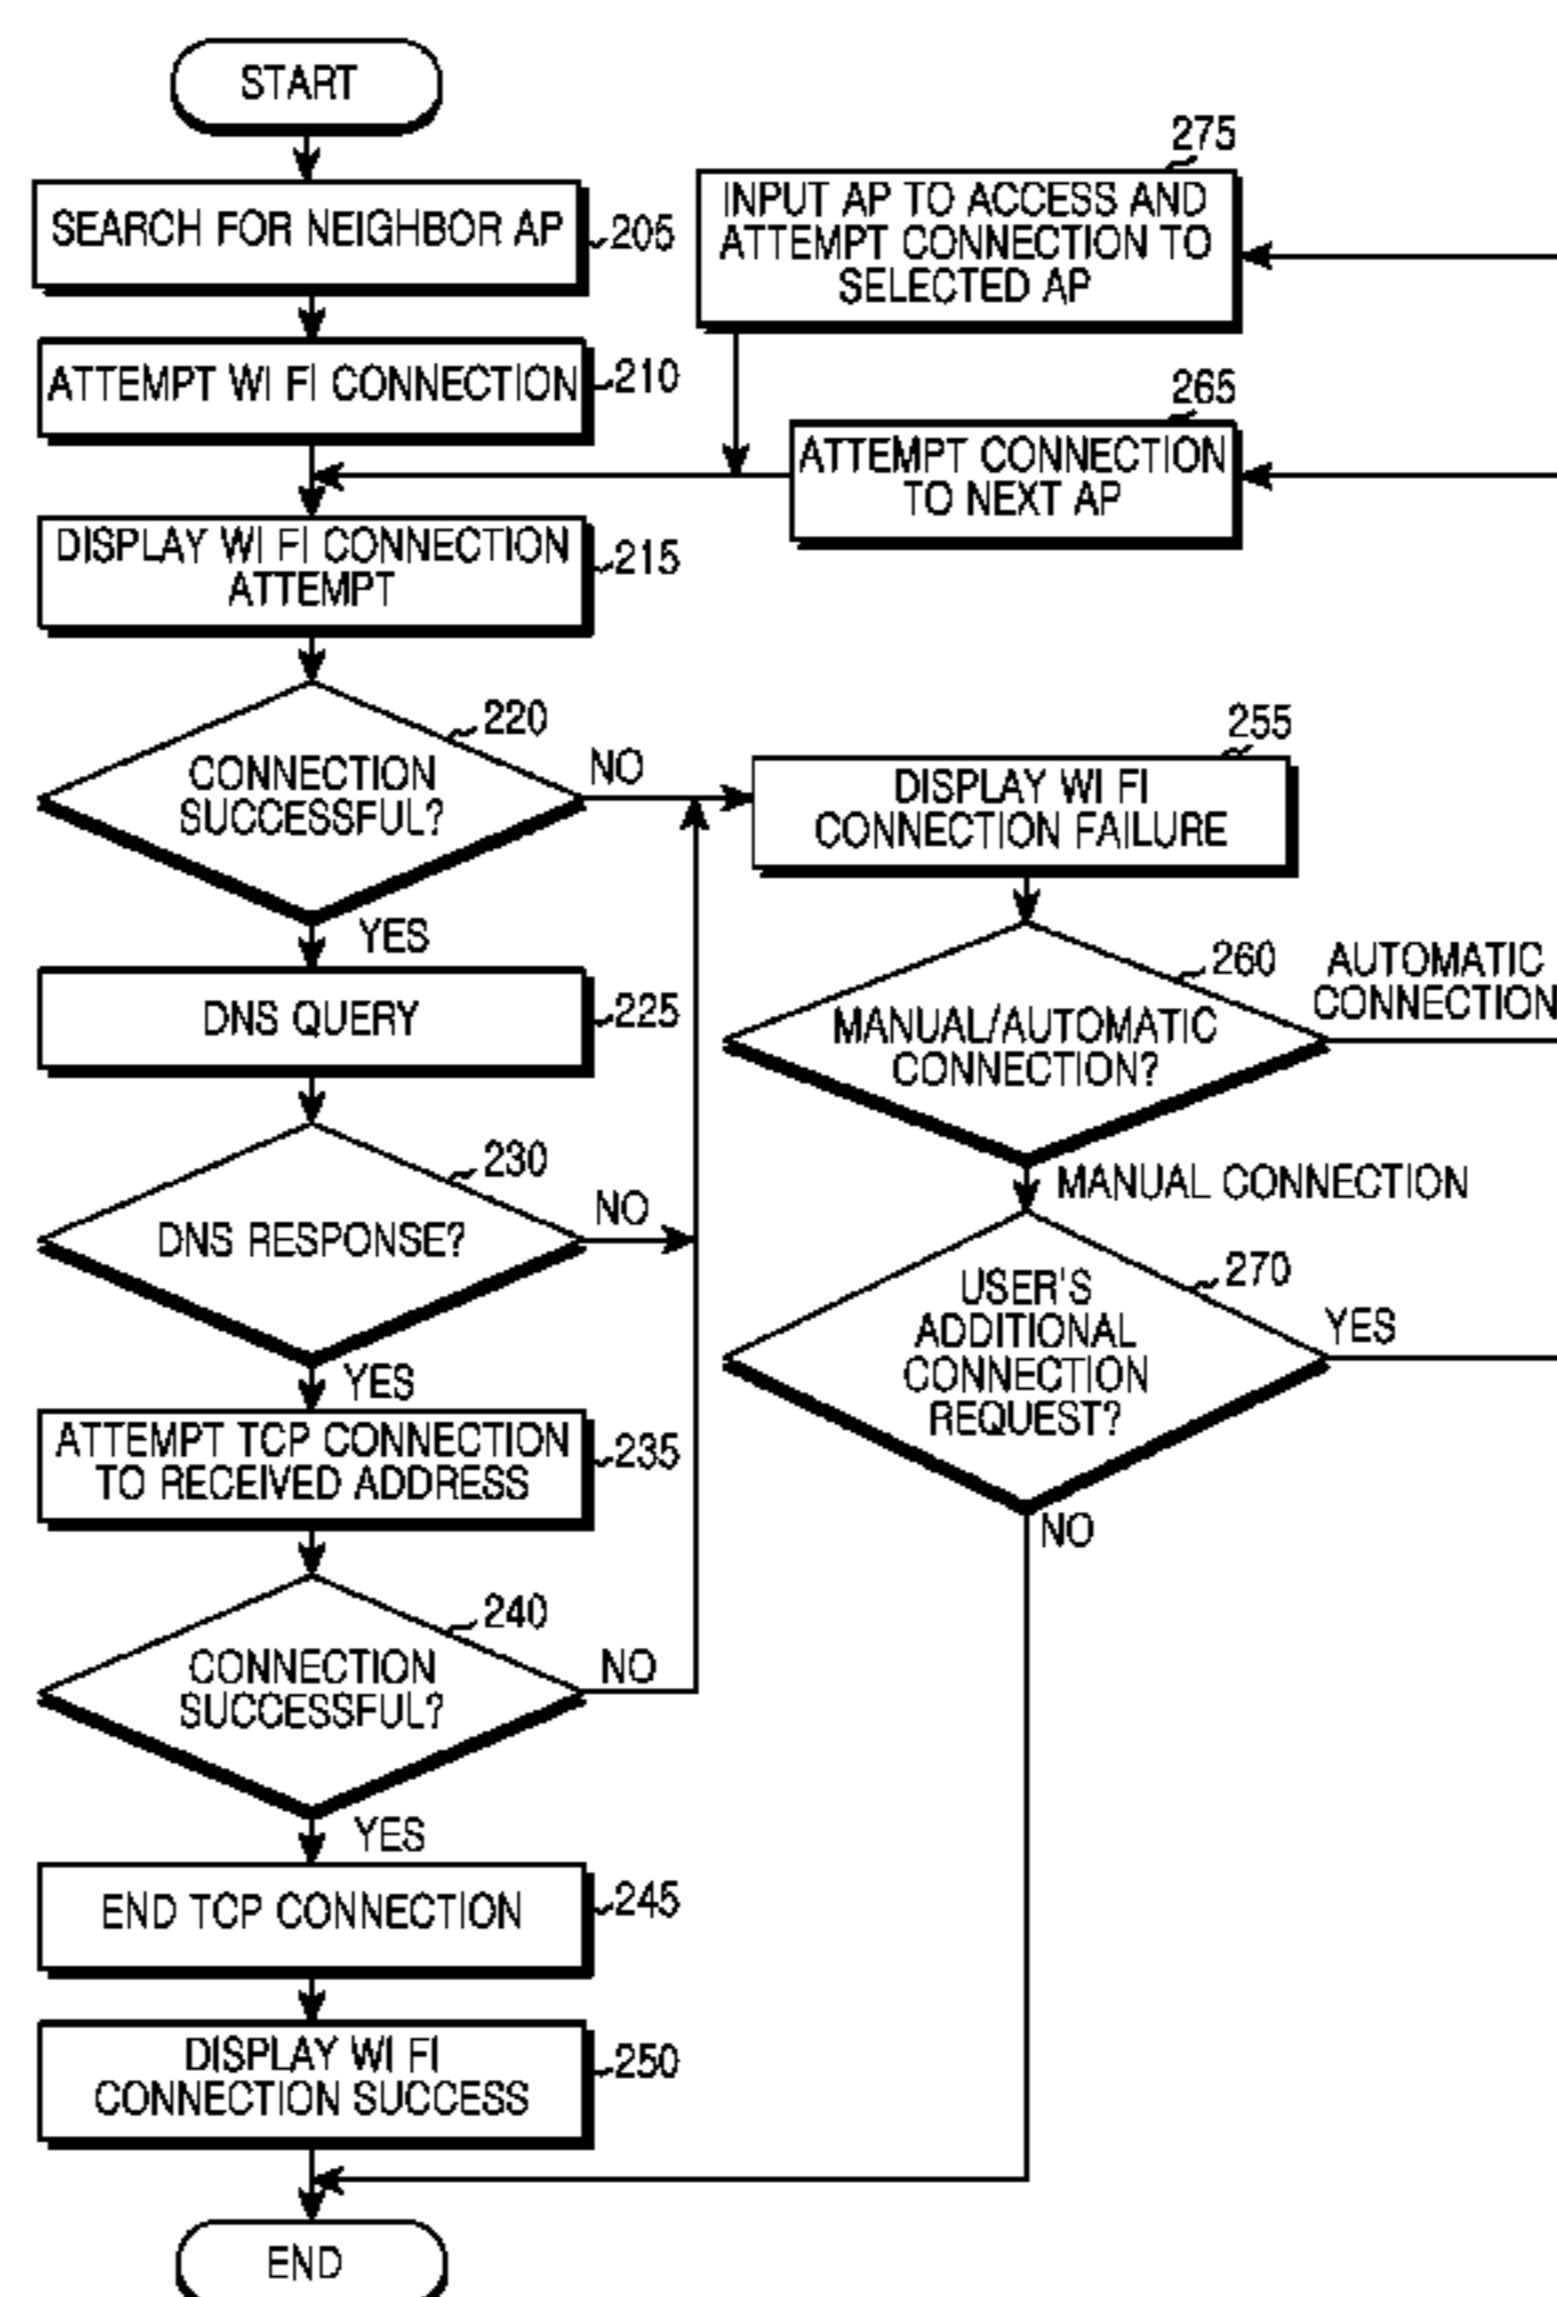 START
SEARCH FOR NEIGHBOR AP
205
ATTEMPT WI FI CONNECTION
210
DISPLAY WI FI CONNECTION
ATTEMPT
215
220
CONNECTION
SUCCESSFUL?
NO
YES
DNS QUERY
225
230
DNS RESPONSE?
NO
YES
ATTEMPT TCP CONNECTION
TO RECEIVED ADDRESS
235
240
CONNECTION
SUCCESSFUL?
NO
YES
END TCP CONNECTION
245
DISPLAY WI FI
CONNECTION SUCCESS
250
END
275
INPUT AP TO ACCESS AND
ATTEMPT CONNECTION TO
SELECTED AP
265
ATTEMPT CONNECTION
TO NEXT AP
255
DISPLAY WI FI
CONNECTION FAILURE
260
MANUAL/AUTOMATIC
CONNECTION?
AUTOMATIC
CONNECTION
MANUAL CONNECTION
270
USER'S
ADDITIONAL
CONNECTION
REQUEST?
YES
NO